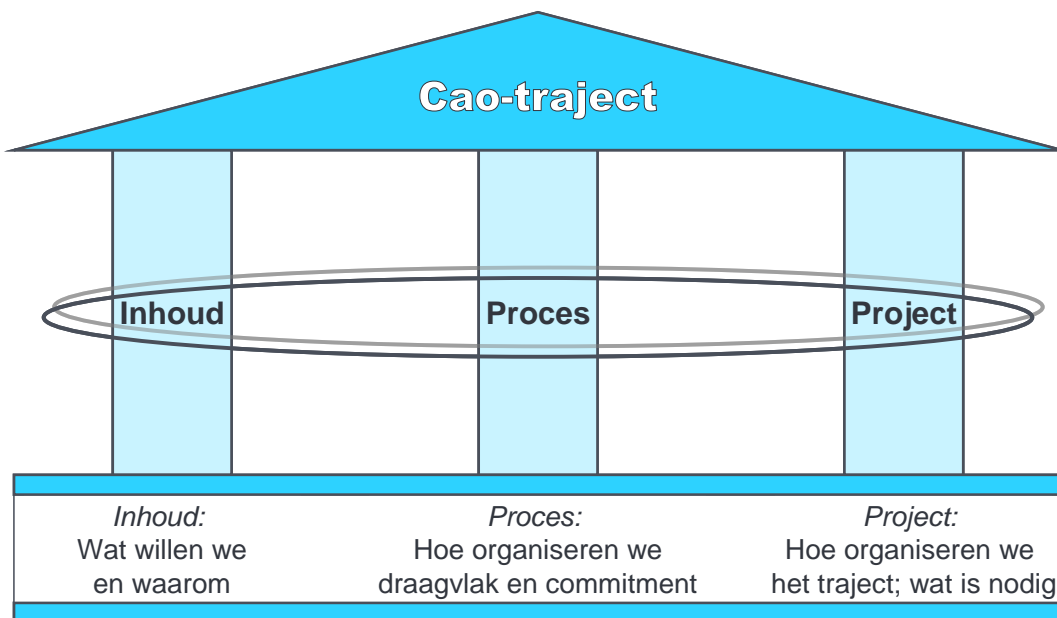 Cao-traject
Inhoud
Proces
Project
Inhoud:
Wat willen we
en waarom
Proces:
Hoe organiseren we
draagvlak en commitment
Project:
Hoe organiseren we
het traject; wat is nodig